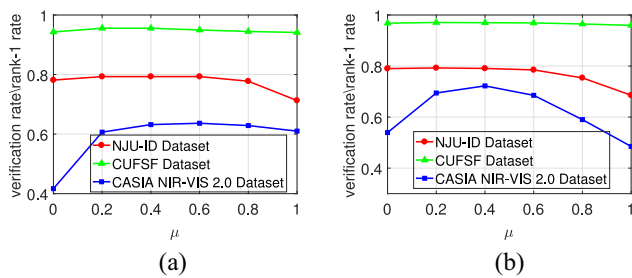 verification rate\rank-1 rate
1
0.8
0.6
0.4
NJU-ID Dataset
CUFSF Dataset
CASIA NIR-VIS 2.0 Dataset
0 0.2 0.4 0.6 0.8 1
μ
(a)
verification rate\rank-1 rate
1
0.8
0.6
0.4
NJU-ID Dataset
CUFSF Dataset
CASIA NIR-VIS 2.0 Dataset
0 0.2 0.4 0.6 0.8 1
μ
(b)